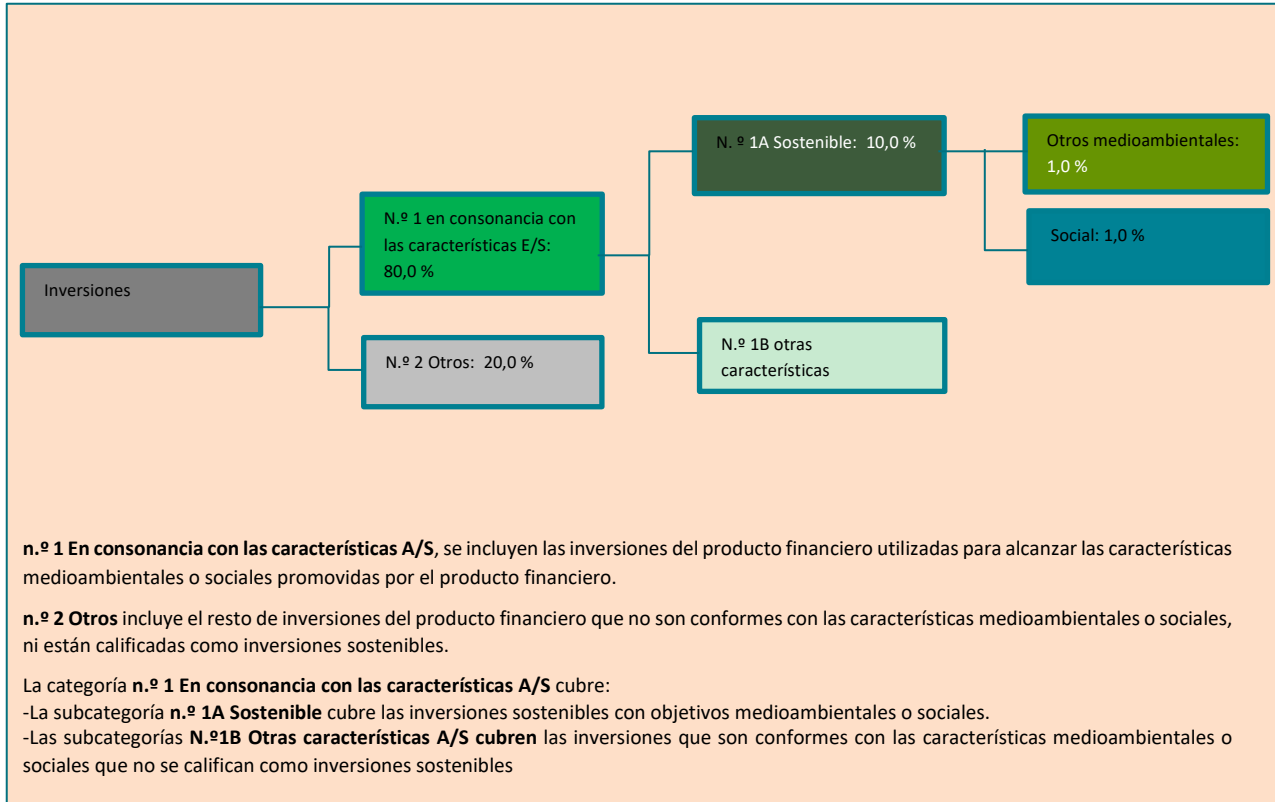 Inversiones
N.º 1 en consonancia con
las características E/S:
80,0 %
N.º 2 Otros: 20,0 %
N. º 1A Sostenible: 10,0 %
N.º 1B otras
características
Otros medioambientales:
1,0 %
Social: 1,0 %
n.º 1 En consonancia con las características A/S, se incluyen las inversiones del producto financiero utilizadas para alcanzar las características
medioambientales o sociales promovidas por el producto financiero.
n.º 2 Otros incluye el resto de inversiones del producto financiero que no son conformes con las características medioambientales o sociales,
ni están calificadas como inversiones sostenibles.
La categoría n.º 1 En consonancia con las características A/S cubre:
-La subcategoría n.º 1A Sostenible cubre las inversiones sostenibles con objetivos medioambientales o sociales.
-Las subcategorías N.º1B Otras características A/S cubren las inversiones que son conformes con las características medioambientales o
sociales que no se califican como inversiones sostenibles